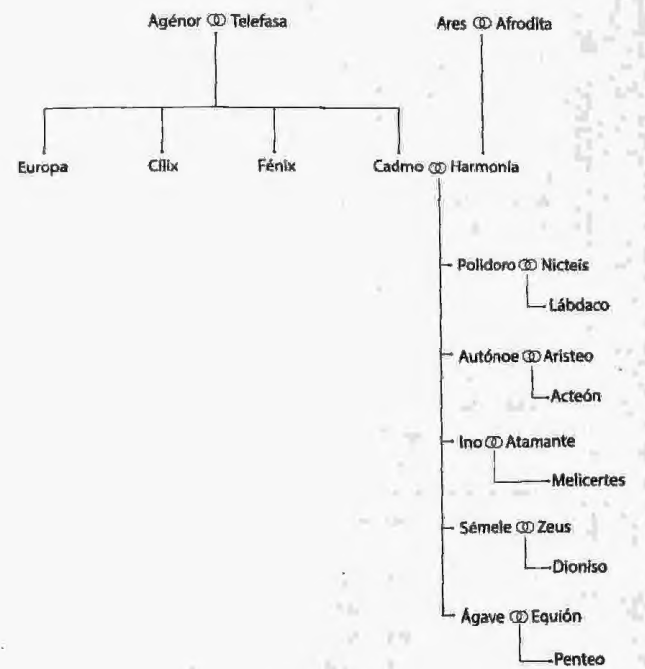 Agénor ⚭ Telefasa Ares ⚭ Afrodita
Europa Cílix Fénix Cadmo ⚭ Harmonía
Polidoro ⚭ Nicteis
Lábdaco
Autónoe ⚭ Aristeo
Acteón
Ino ⚭ Atamante
Melicertes
Sémele ⚭ Zeus
Dioniso
Ágave ⚭ Equión
Penteo